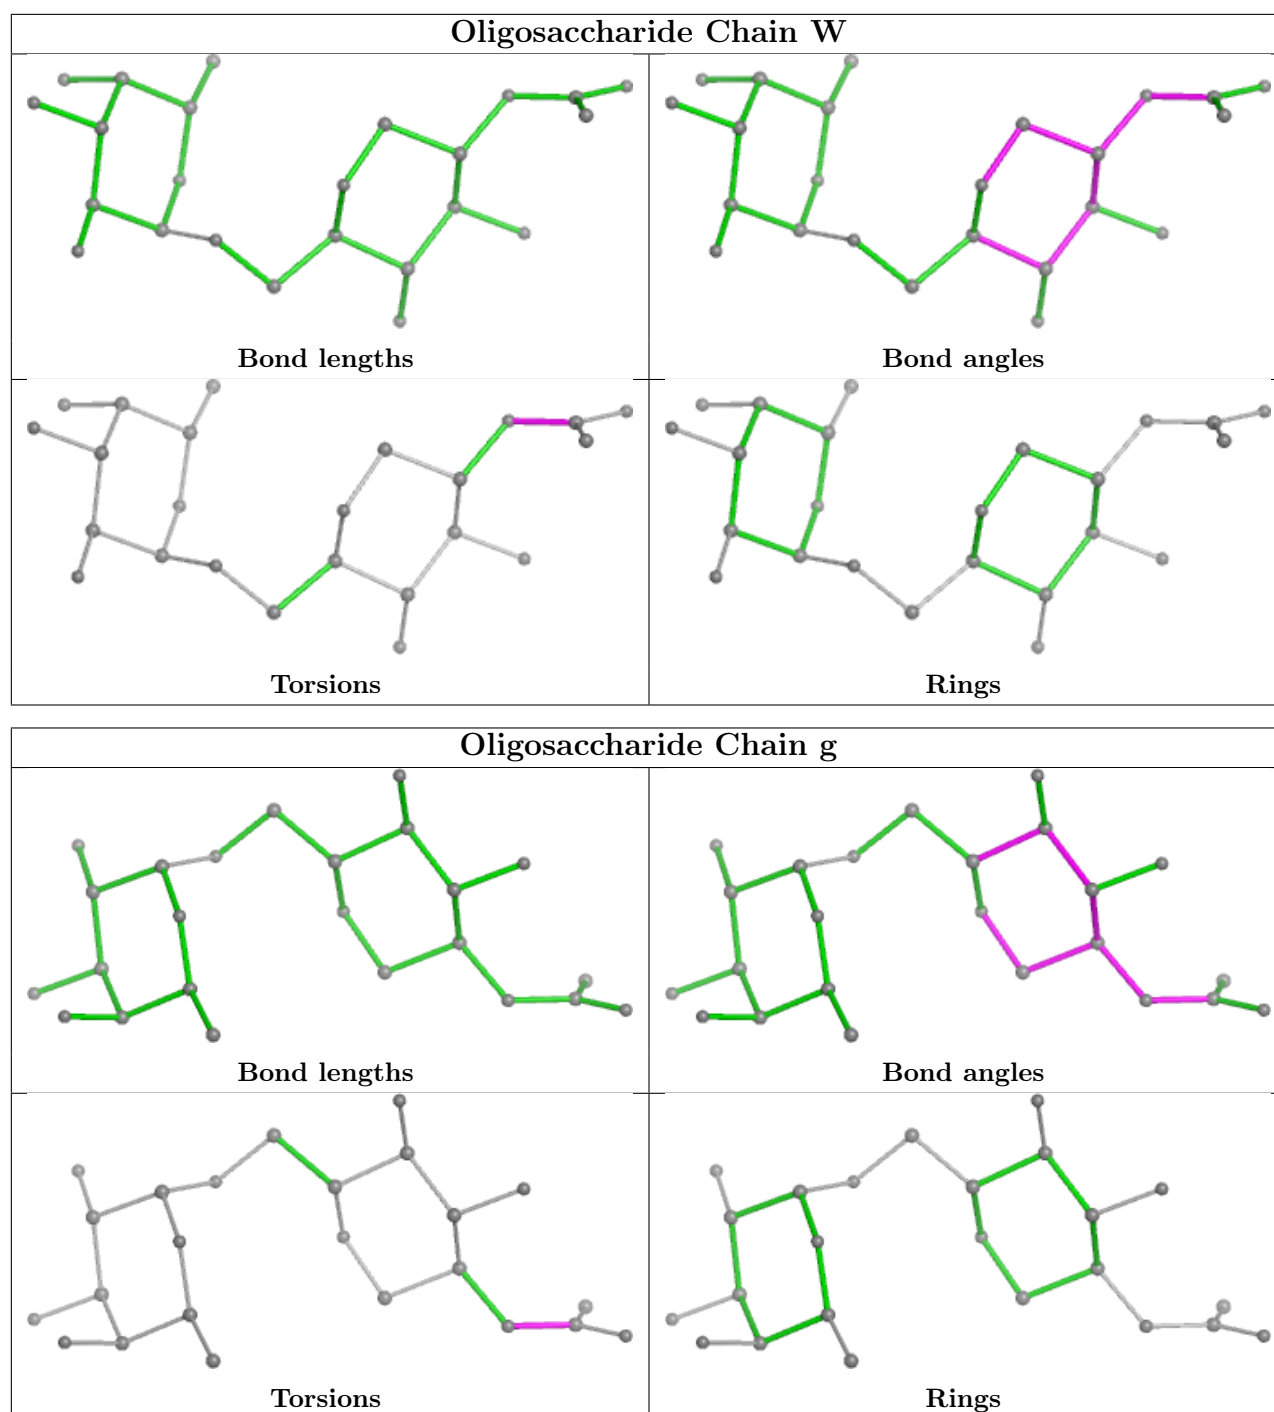 Oligosaccharide Chain W
Bond lengths
Bond angles
Torsions
Rings
Oligosaccharide Chain g
Bond lengths
Bond angles
Torsions
Rings